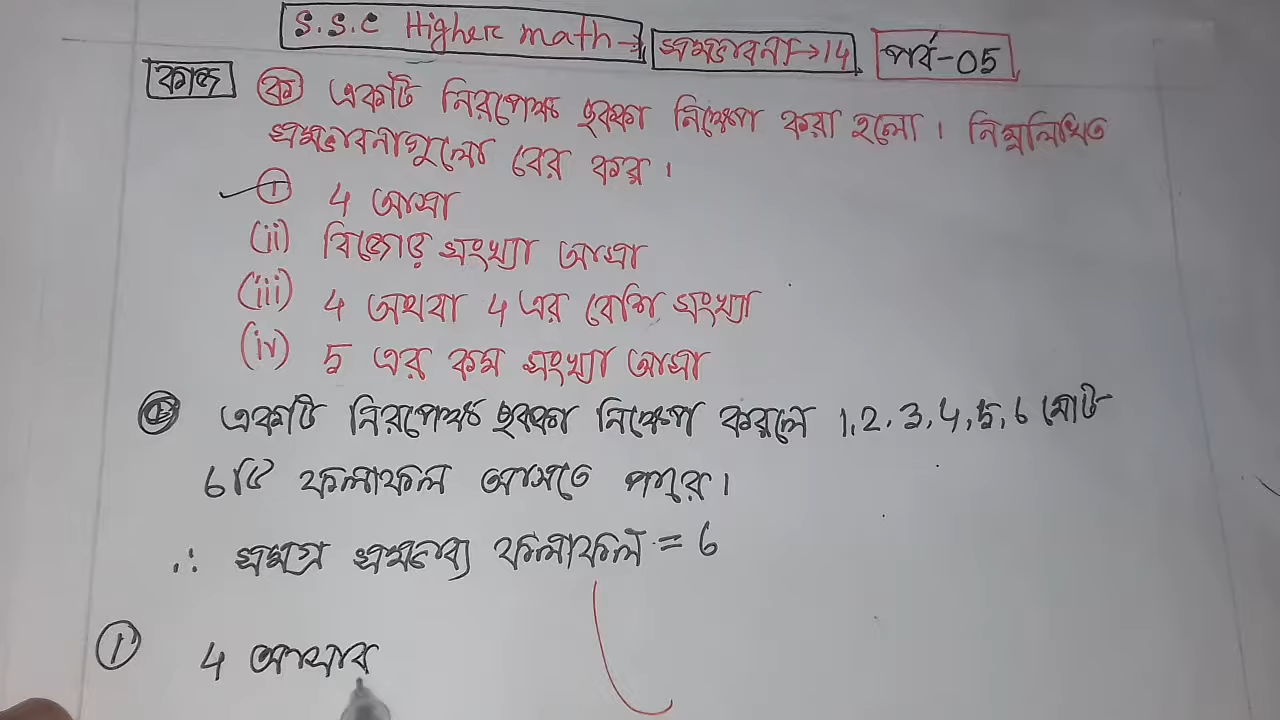 S.S.C Higher math→ সম্ভাবনা→14 পর্ব-05
কাজ ক একটি নিরপেক্ষ ছক্কা নিক্ষেপ করা হলো। নিম্নলিখিত
সম্ভাবনাগুলো বের কর।
(i) 4 আসা
(ii) বিজোড় সংখ্যা আসা
(iii) 4 অথবা 4 এর বেশি সংখ্যা
(iv) 5 এর কম সংখ্যা আসা
একটি নিরপেক্ষ ছক্কা নিক্ষেপ করলে 1,2,3,4,5,6 মোট
6টি ফলাফল আসতে পারে।
∴ সমগ্র সম্ভাব্য ফলাফল = 6
(i) 4 আসার